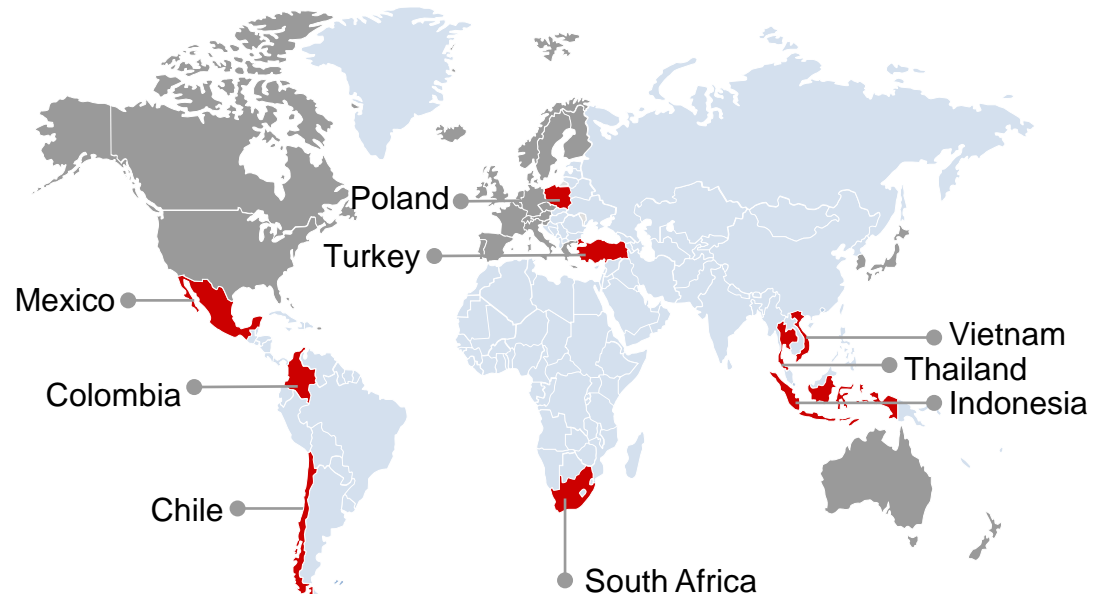 Poland
Turkey
Mexico
Vietnam
Thailand
Colombia
Indonesia
Chile
South Africa